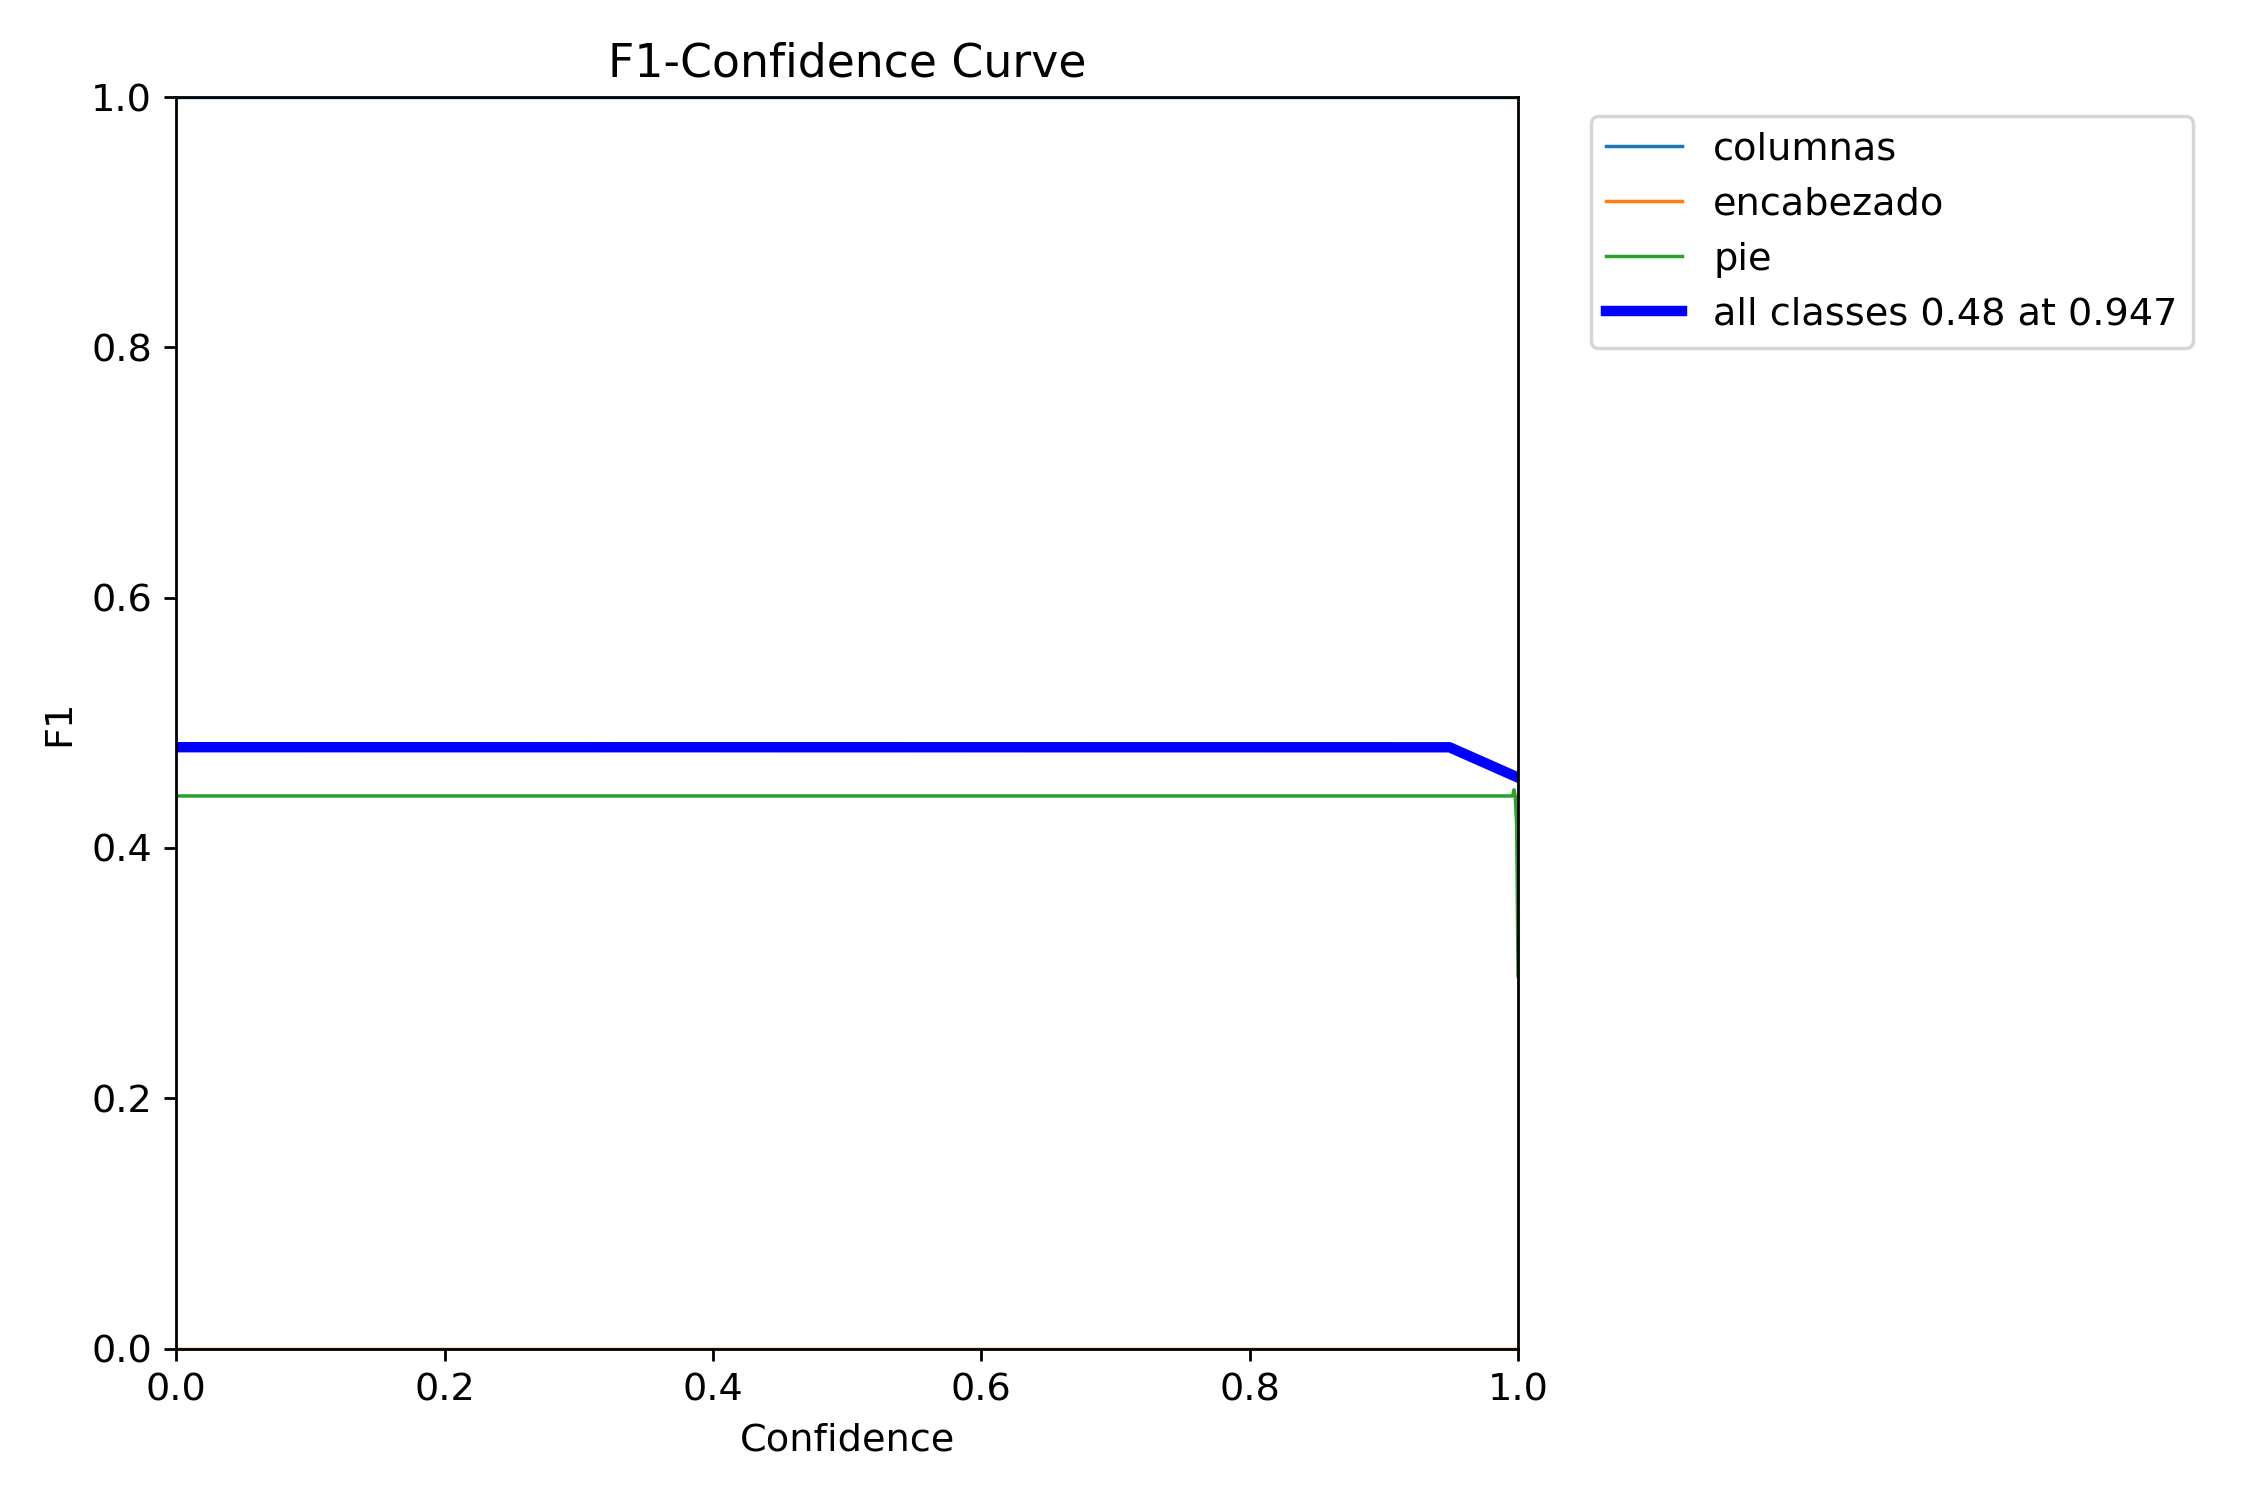 F1-Confidence Curve
1.0
0.8
0.6
0.4
0.2
0.0
F1
0.0 0.2 0.4 0.6 0.8 1.0
Confidence
columnas
encabezado
pie
all classes 0.48 at 0.947